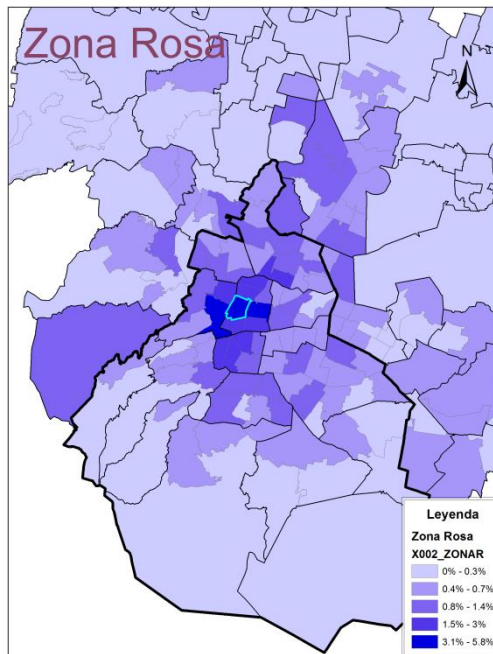 Zona Rosa
N
Leyenda
Zona Rosa
X002_ZONAR
0% - 0.3%
0.4% - 0.7%
0.8% - 1.4%
1.5% - 3%
3.1% - 5.8%